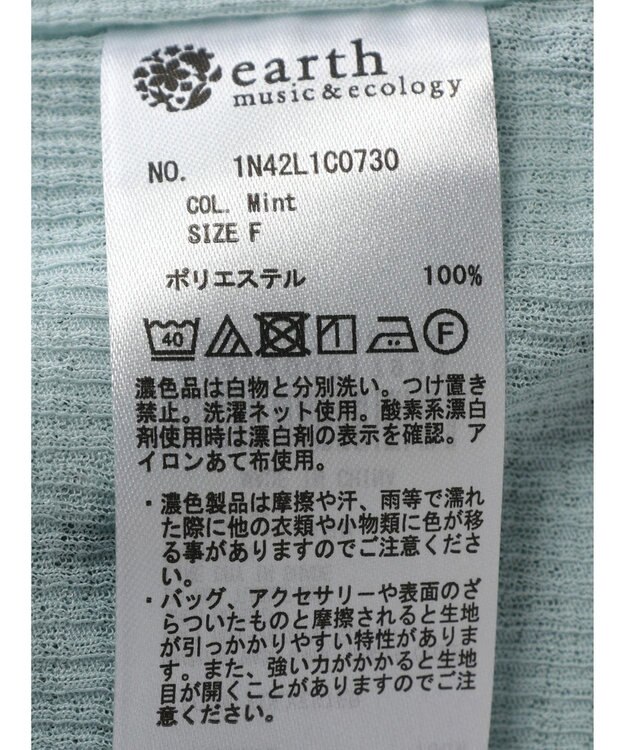 earth
music&ecology
NO. 1N42L1C0730
COL. Mint
SIZE F
ポリエステル 100%
40 F
濃色品は白物と分別洗い。つけ置き
禁止。洗濯ネット使用。酸素系漂白
剤使用時は漂白剤の表示を確認。ア
イロンあて布使用。
・濃色製品は摩擦や汗、雨等で濡れ
た際に他の衣類や小物類に色が移
る事がありますのでご注意くださ
い。
・バッグ、アクセサリーや表面のざ
らついたものと摩擦されると生地
が引っかかりやすい特性がありま
す。また、強い力がかかると生地
目が開くことがありますのでご注
意ください。